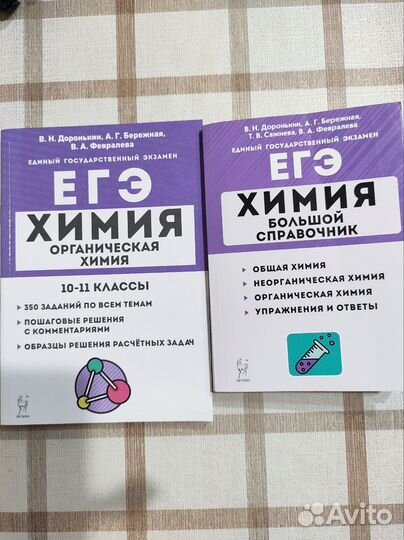 В. Н. Доронькин, А. Г. Бережная,
В. А. Февралева
ЕДИНЫЙ ГОСУДАРСТВЕННЫЙ ЭКЗАМЕН
ЕГЭ
ХИМИЯ
ОРГАНИЧЕСКАЯ
ХИМИЯ
10-11 КЛАССЫ
350 ЗАДАНИЙ ПО ВСЕМ ТЕМАМ
ПОШАГОВЫЕ РЕШЕНИЯ
С КОММЕНТАРИЯМИ
ОБРАЗЦЫ РЕШЕНИЯ РАСЧЁТНЫХ ЗАДАЧ
ЛЕГИОН
В. Н. Доронькин, А. Г. Бережная,
Т. В. Сажнева, В. А. Февралева
ЕДИНЫЙ ГОСУДАРСТВЕННЫЙ ЭКЗАМЕН
ЕГЭ
ХИМИЯ
БОЛЬШОЙ
СПРАВОЧНИК
ОБЩАЯ ХИМИЯ
НЕОРГАНИЧЕСКАЯ ХИМИЯ
ОРГАНИЧЕСКАЯ ХИМИЯ
УПРАЖНЕНИЯ И ОТВЕТЫ
ЛЕГИОН
Avito